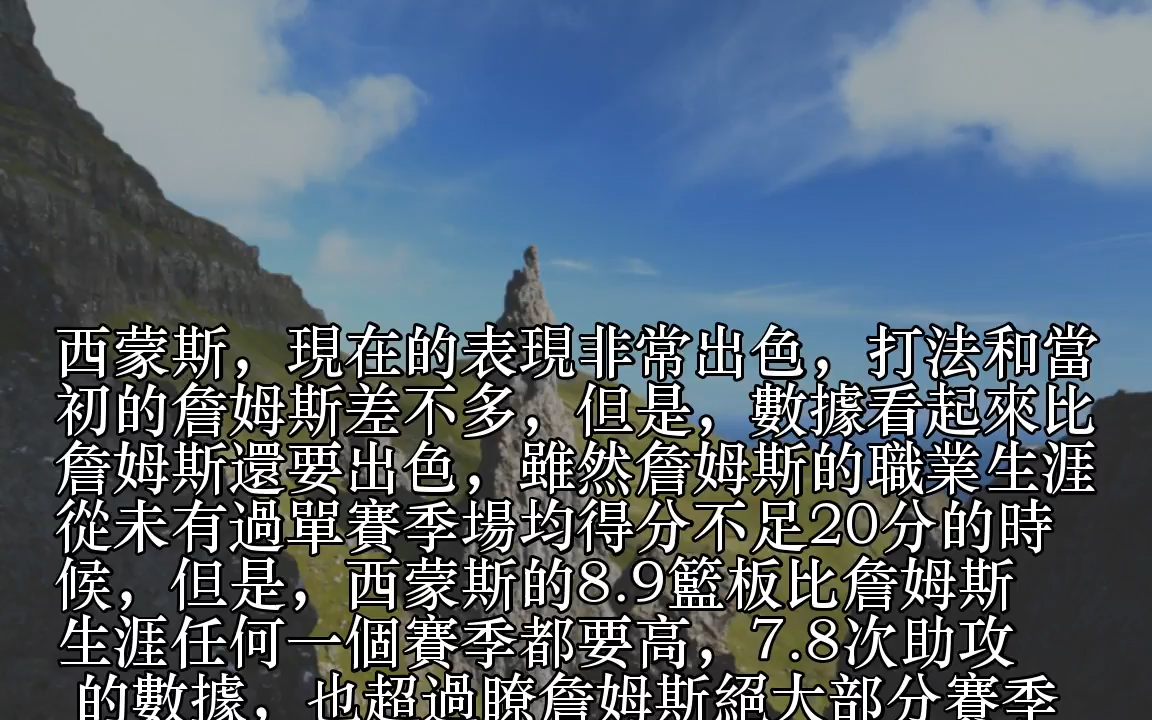 西蒙斯，現在的表現非常出色，打法和當
初的詹姆斯差不多，但是，數據看起來比
詹姆斯還要出色，雖然詹姆斯的職業生涯
從未有過單賽季場均得分不足20分的時
候，但是，西蒙斯的8.9籃板比詹姆斯
生涯任何一個賽季都要高，7.8次助攻
的數據，也超過瞭詹姆斯絕大部分賽季